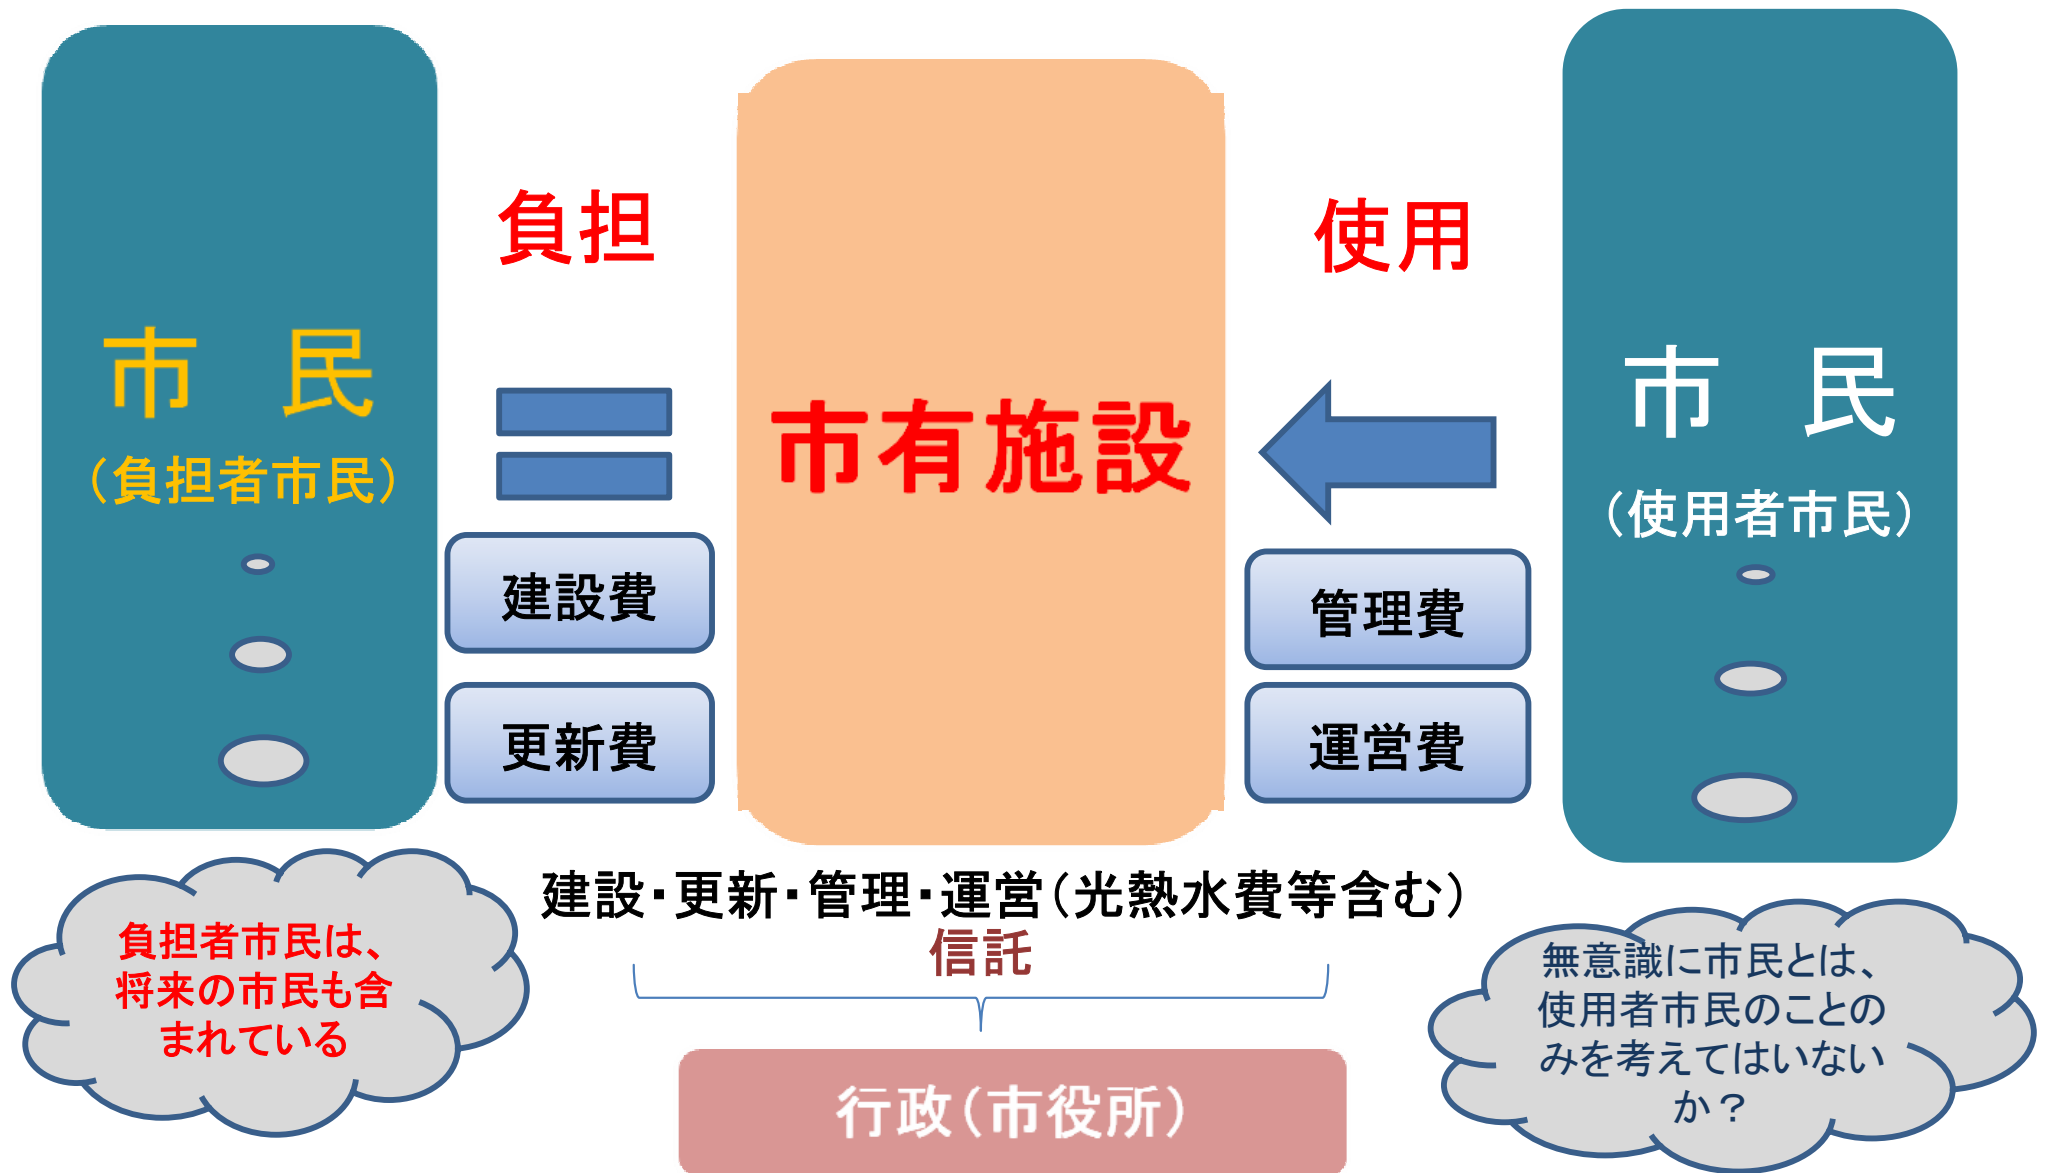 負担
使用
市　民
（負担者市民）
市有施設
市　民
（使用者市民）
建設費
更新費
管理費
運営費
建設・更新・管理・運営（光熱水費等含む）
信託
負担者市民は、
将来の市民も含
まれている
無意識に市民とは、
使用者市民のことの
みを考えてはいない
か？
行政（市役所）